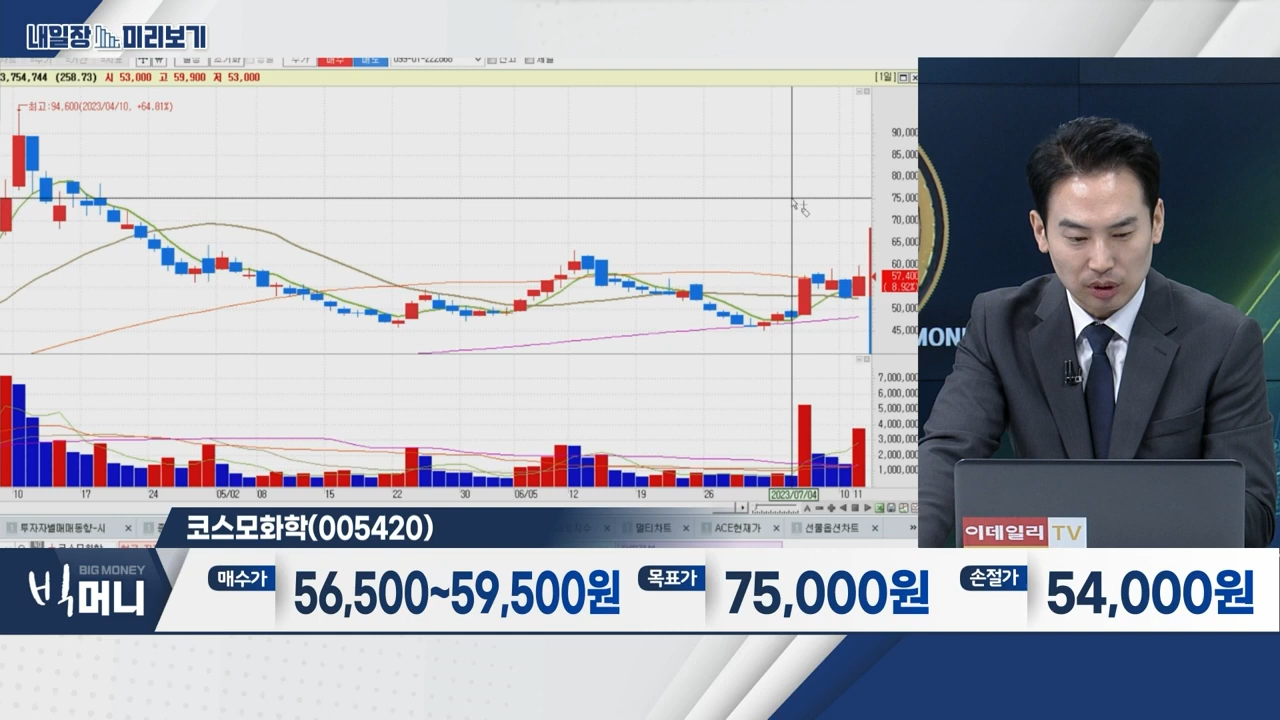 내일장 미리보기
3,754,744 (258.73) 시 53,000 고 59,900 저 53,000
[1일]
최고:94,600(2023/04/10, +64.81%)
90,000
85,000
80,000
75,000
70,000
65,000
60,000
57,400
( 8.92%
50,000
45,000
7,000,000
6,000,000
5,000,000
4,000,000
3,000,000
2,000,000
1,000,000
10 17 24 05/02 08 15 22 30 06/05 12 19 26 2023/07/04 10 11
투자자별매매동향-시
멀티차트
ACE현재가
선물옵션차트
이데일리 TV
코스모화학(005420)
BIG MONEY
빅머니
매수가 56,500~59,500원 목표가 75,000원 손절가 54,000원